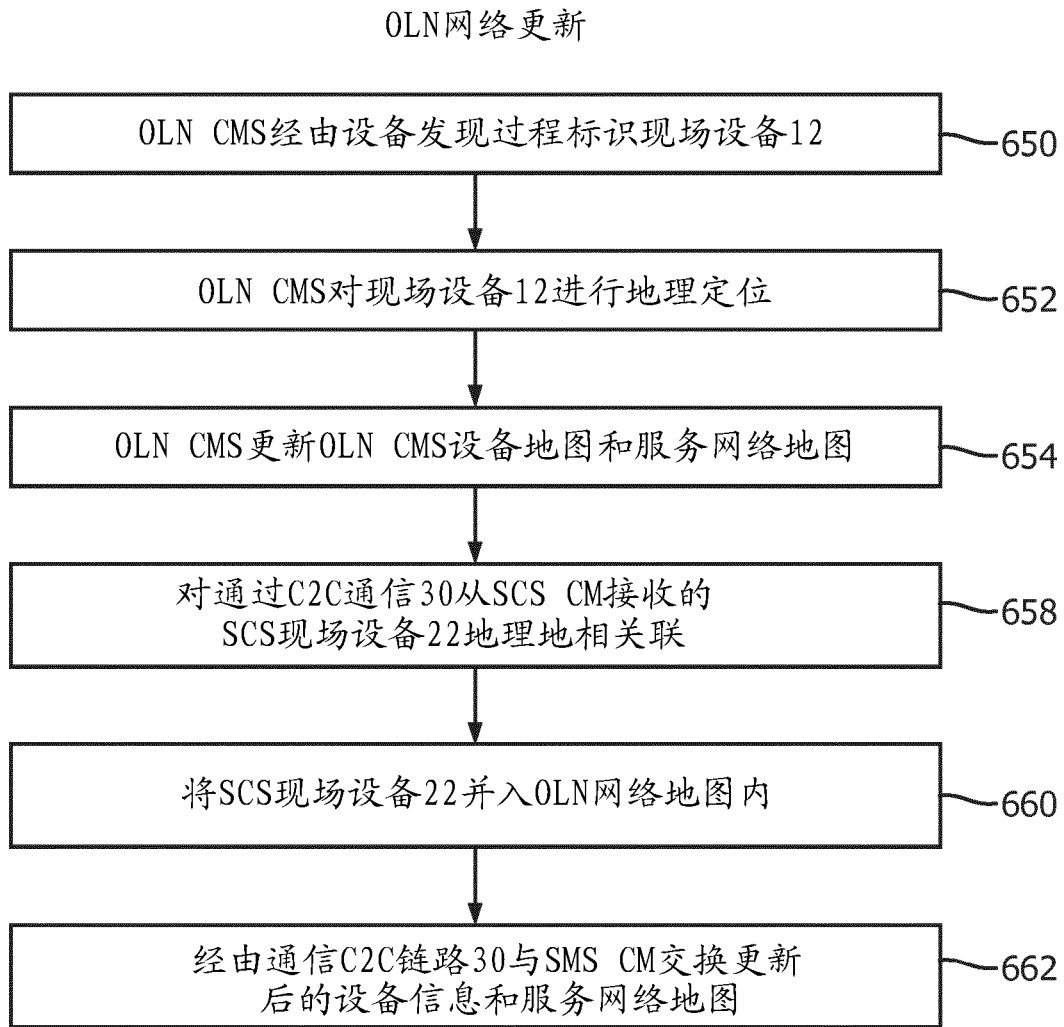 OLN网络更新
OLN CMS经由设备发现过程标识现场设备12
650
OLN CMS对现场设备12进行地理定位
652
OLN CMS更新OLN CMS设备地图和服务网络地图
654
对通过C2C通信30从SCS CM接收的
SCS现场设备22地理地相关联
658
将SCS现场设备22并入OLN网络地图内
660
经由通信C2C链路30与SMS CM交换更新
后的设备信息和服务网络地图
662